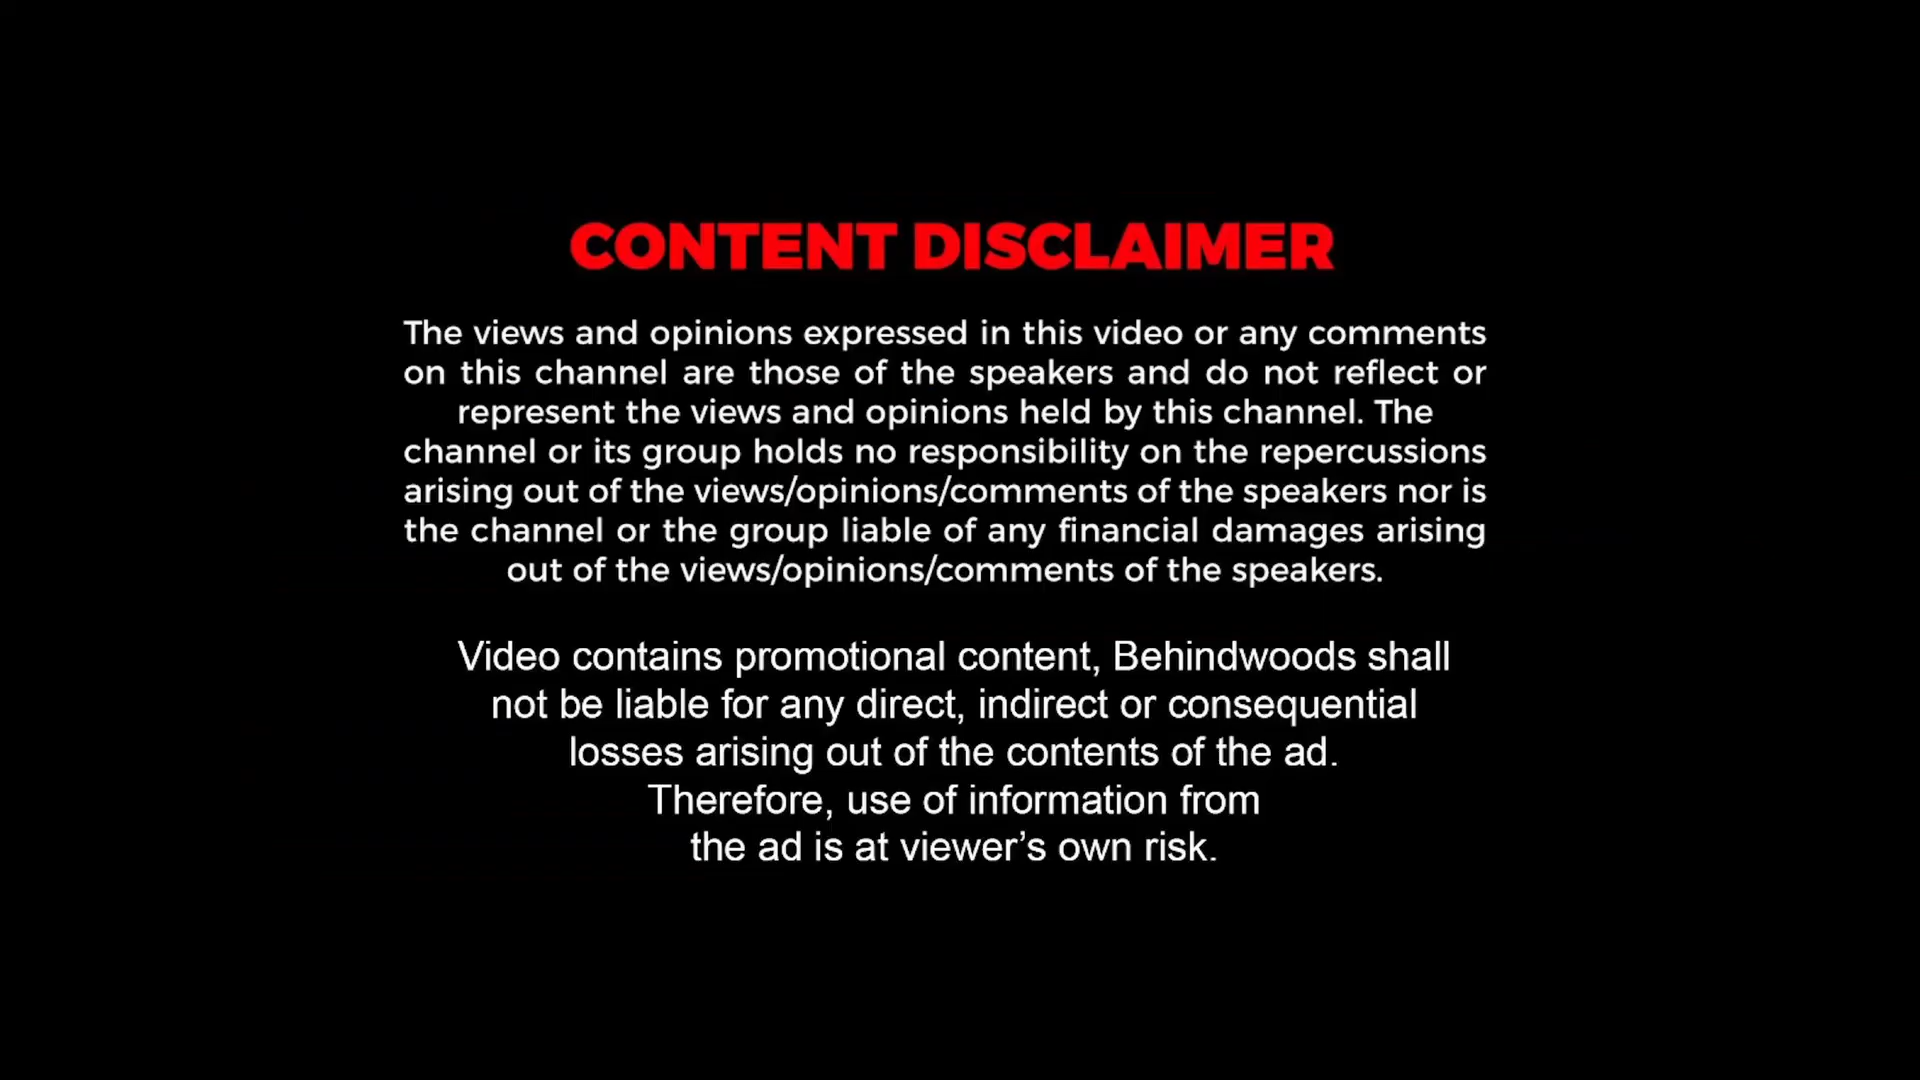 CONTENT DISCLAIMER
The views and opinions expressed in this video or any comments
on this channel are those of the speakers and do not reflect or
represent the views and opinions held by this channel. The
channel or its group holds no responsibility on the repercussions
arising out of the views/opinions/comments of the speakers nor is
the channel or the group liable of any financial damages arising
out of the views/opinions/comments of the speakers.
Video contains promotional content, Behindwoods shall
not be liable for any direct, indirect or consequential
losses arising out of the contents of the ad.
Therefore, use of information from
the ad is at viewer’s own risk.